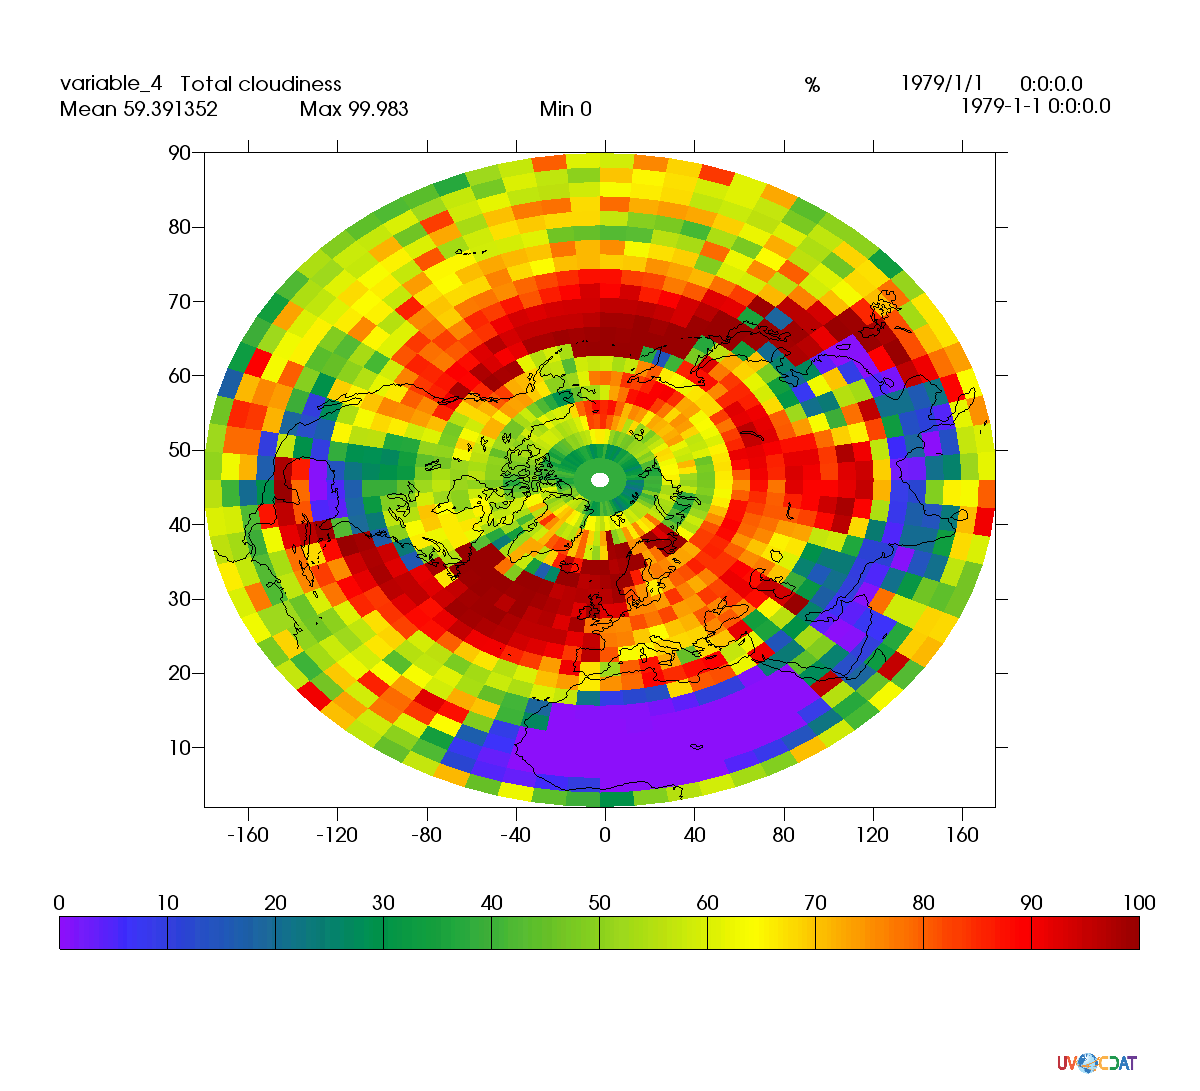 variable_4 Total cloudiness % 1979/1/1 0:0:0.0
Mean 59.391352 Max 99.983 Min 0 1979-1-1 0:0:0.0
90
80
70
60
50
40
30
20
10
-160 -120 -80 -40 0 40 80 120 160
0 10 20 30 40 50 60 70 80 90 100
UV CDAT